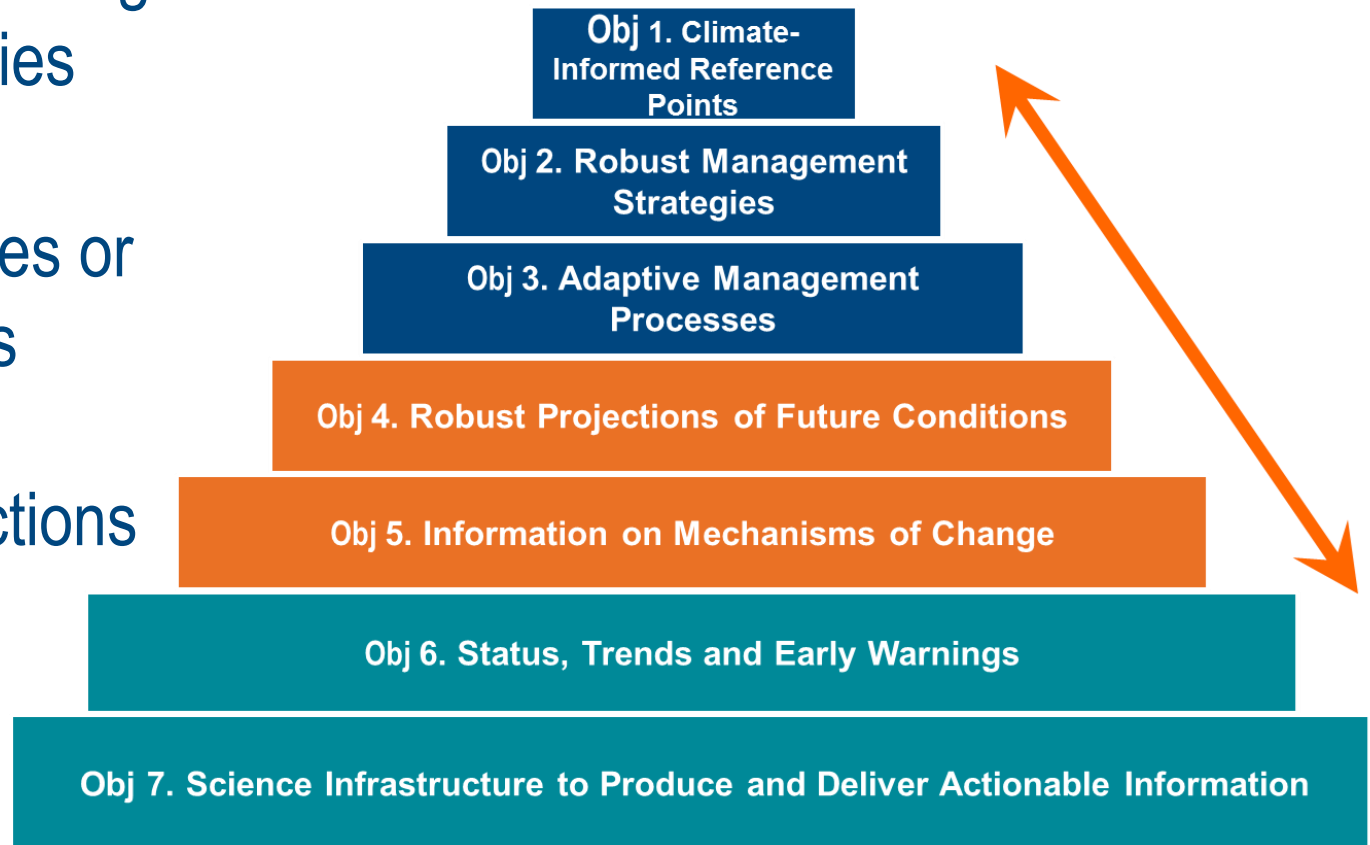 ies
es or
s
ctions
Obj 1. Climate-
Informed Reference
Points
Obj 2. Robust Management
Strategies
Obj 3. Adaptive Management
Processes
Obj 4. Robust Projections of Future Conditions
Obj 5. Information on Mechanisms of Change
Obj 6. Status, Trends and Early Warnings
Obj 7. Science Infrastructure to Produce and Deliver Actionable Information